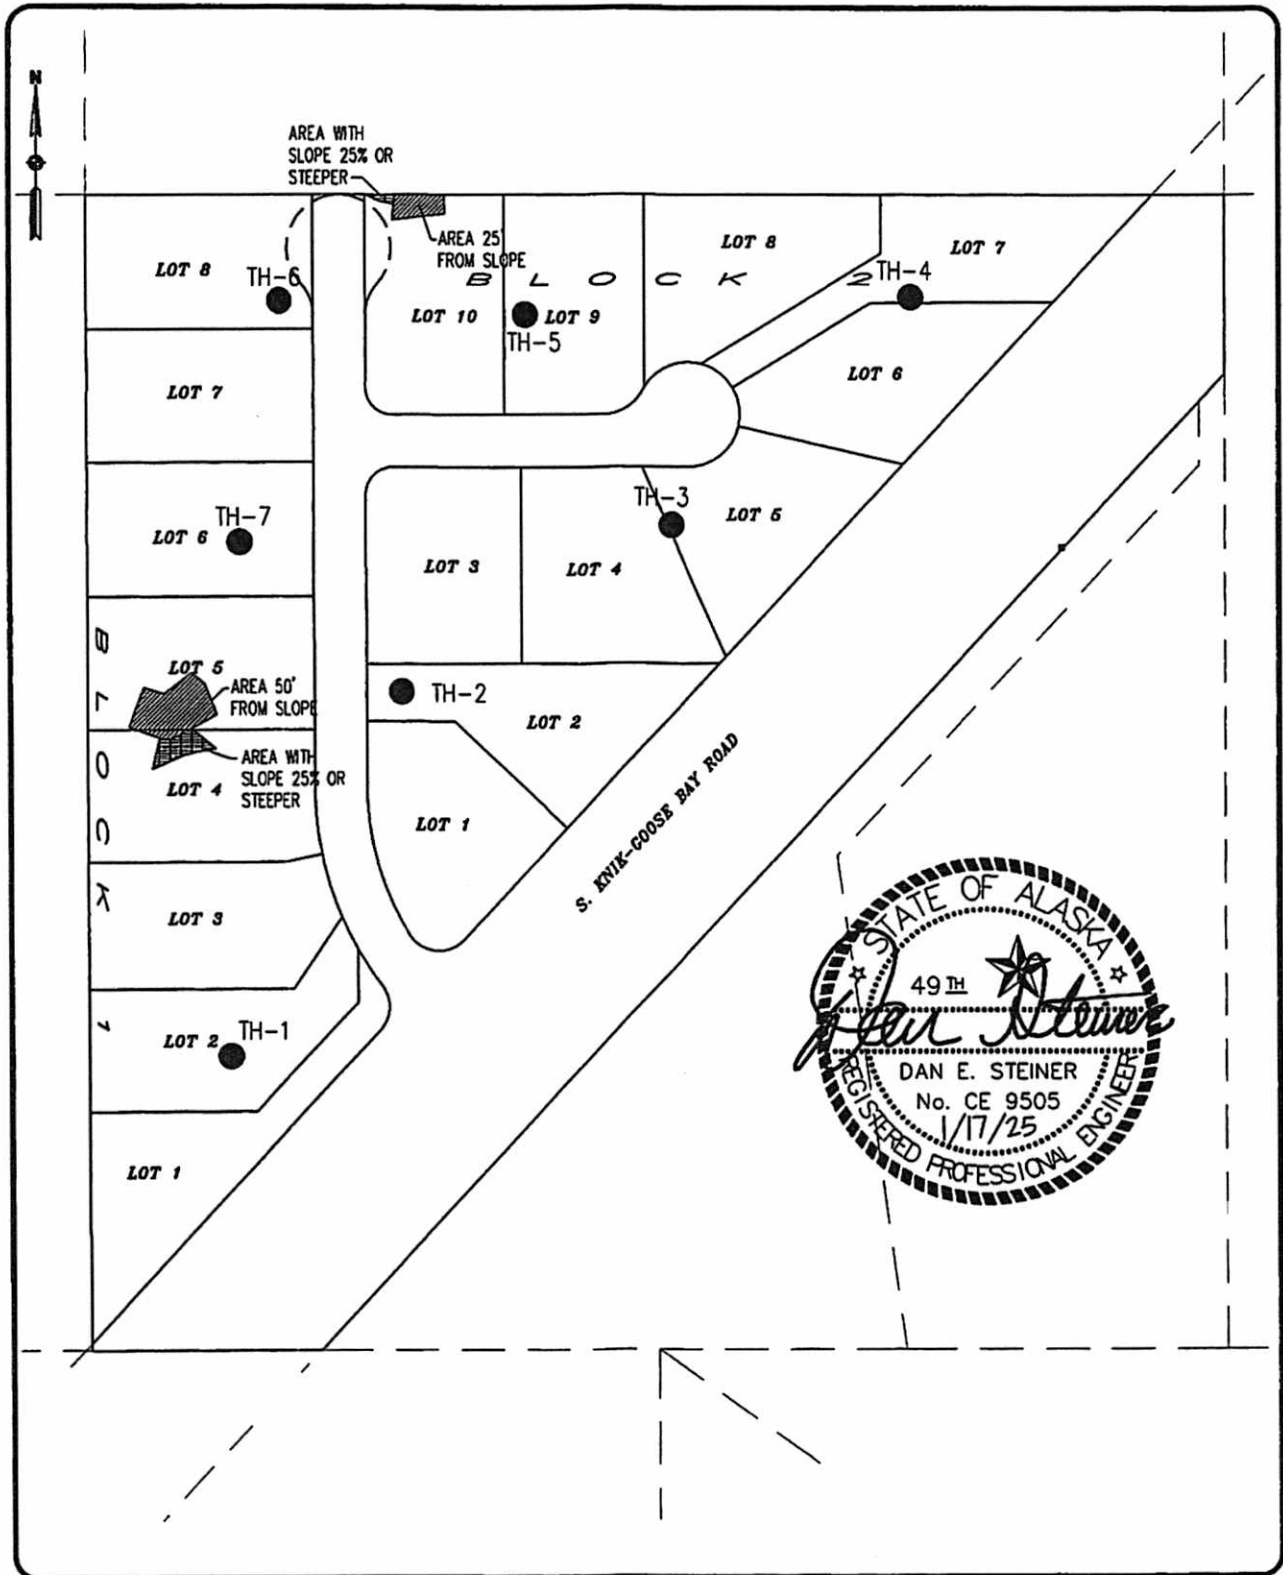 N
AREA WITH
SLOPE 25% OR
STEEPER
AREA 25'
FROM SLOPE
BLOCK 2
LOT 8
TH-6
LOT 10
LOT 9
TH-5
LOT 8
LOT 7
TH-4
LOT 7
LOT 6
LOT 6
TH-7
LOT 3
LOT 4
TH-3
LOT 5
BLOCK 1
LOT 5
AREA 50'
FROM SLOPE
TH-2
LOT 2
AREA WITH
SLOPE 25% OR
STEEPER
LOT 4
LOT 1
S. KNIK-GOOSE BAY ROAD
LOT 3
LOT 2
TH-1
LOT 1
STATE OF ALASKA
49TH
Dan Steiner
DAN E. STEINER
No. CE 9505
1/17/25
REGISTERED PROFESSIONAL ENGINEER